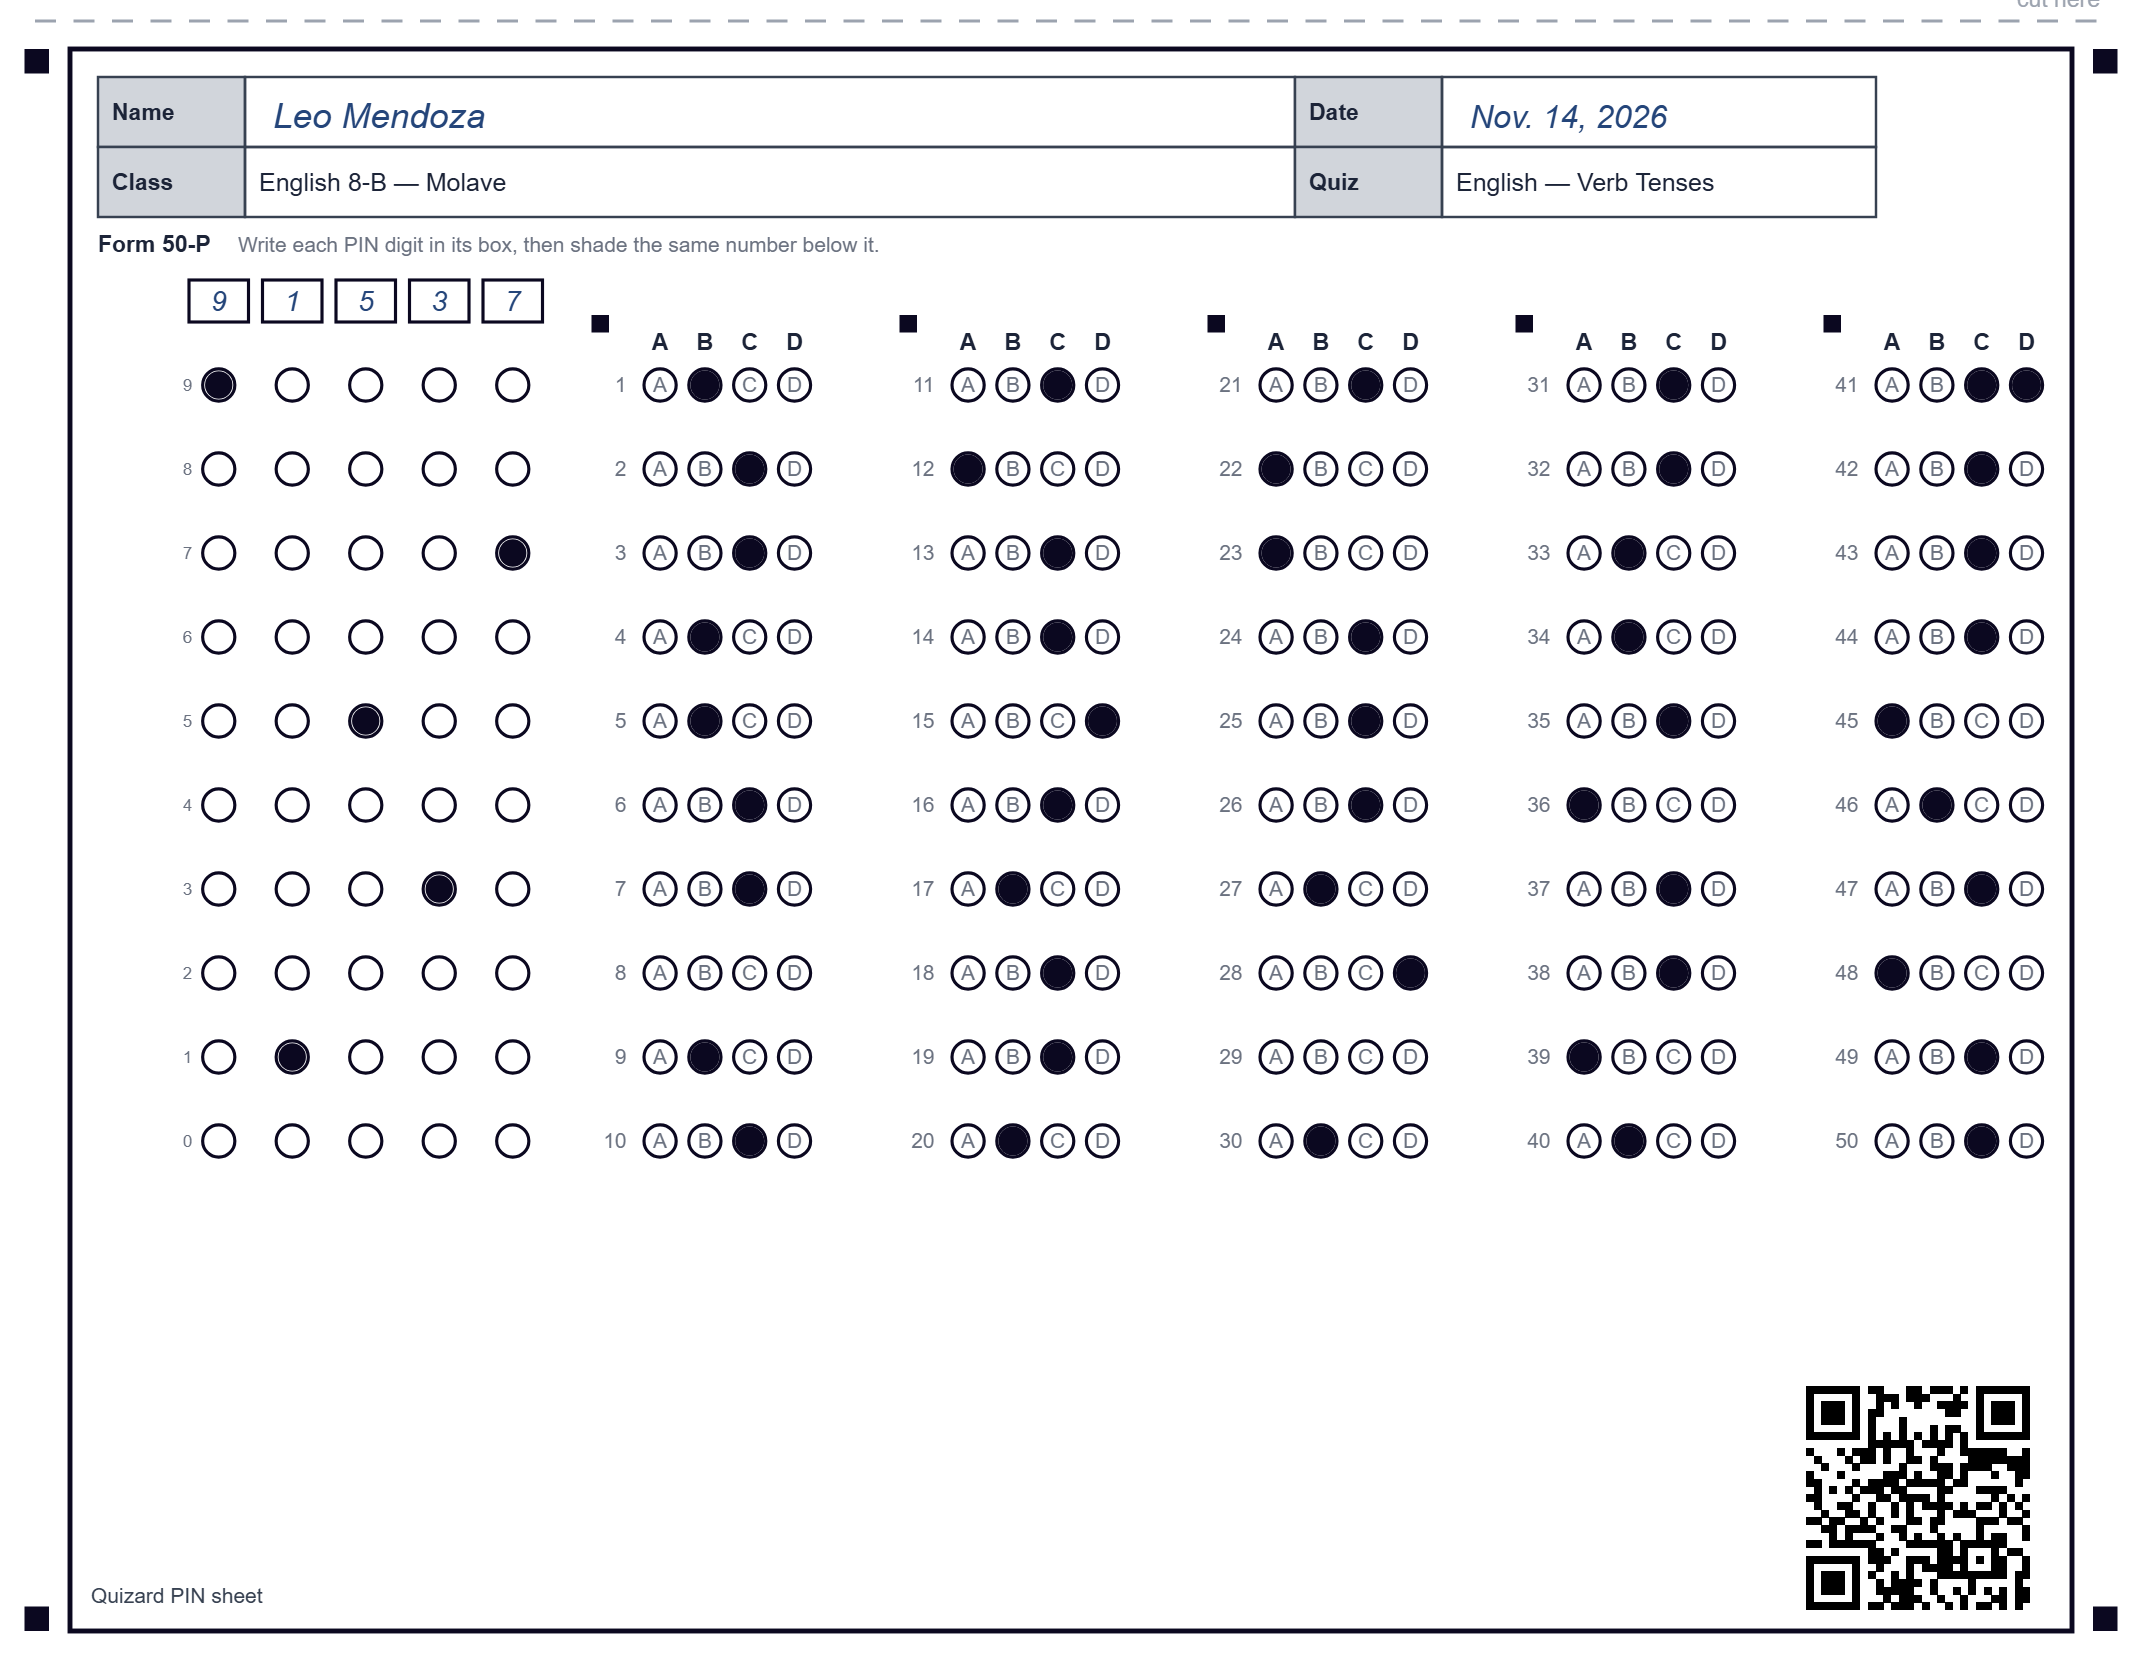 cut here
Name Leo Mendoza Date Nov. 14, 2026
Class English 8-B — Molave Quiz English — Verb Tenses
Form 50-P Write each PIN digit in its box, then shade the same number below it.
9 1 5 3 7
A B C D A B C D A B C D A B C D A B C D
9 1 A C D 11 A B D 21 A B D 31 A B D 41 A B
8 2 A B D 12 B C D 22 B C D 32 A B D 42 A B D
7 3 A B D 13 A B D 23 B C D 33 A C D 43 A B D
6 4 A C D 14 A B D 24 A B D 34 A C D 44 A B D
5 5 A C D 15 A B C 25 A B D 35 A B D 45 B C D
4 6 A B D 16 A B D 26 A B D 36 B C D 46 A C D
3 7 A B D 17 A C D 27 A C D 37 A B D 47 A B D
2 8 A B C D 18 A B D 28 A B C 38 A B D 48 B C D
1 9 A C D 19 A B D 29 A B C D 39 B C D 49 A B D
0 10 A B D 20 A C D 30 A C D 40 A C D 50 A B D
Quizard PIN sheet